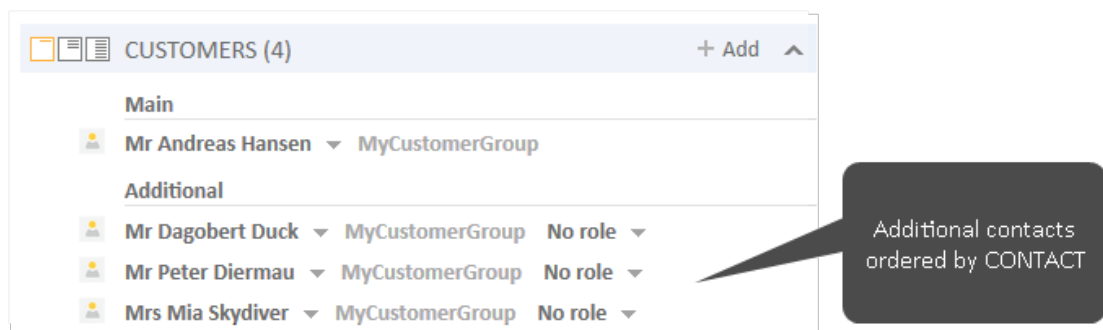 CUSTOMERS (4) + Add
Main
Mr Andreas Hansen MyCustomerGroup
Additional
Mr Dagobert Duck MyCustomerGroup No role
Mr Peter Diermau MyCustomerGroup No role
Mrs Mia Skydiver MyCustomerGroup No role
Additional contacts
ordered by CONTACT